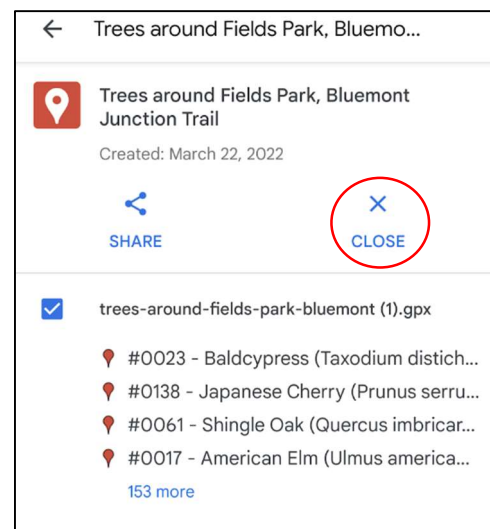 Trees around Fields Park, Bluemo...
Trees around Fields Park, Bluemont
Junction Trail
Created: March 22, 2022
SHARE
CLOSE
trees-around-fields-park-bluemont (1).gpx
#0023 - Baldcypress (Taxodium distich...
#0138 - Japanese Cherry (Prunus serru...
#0061 - Shingle Oak (Quercus imbricar...
#0017 - American Elm (Ulmus america...
153 more